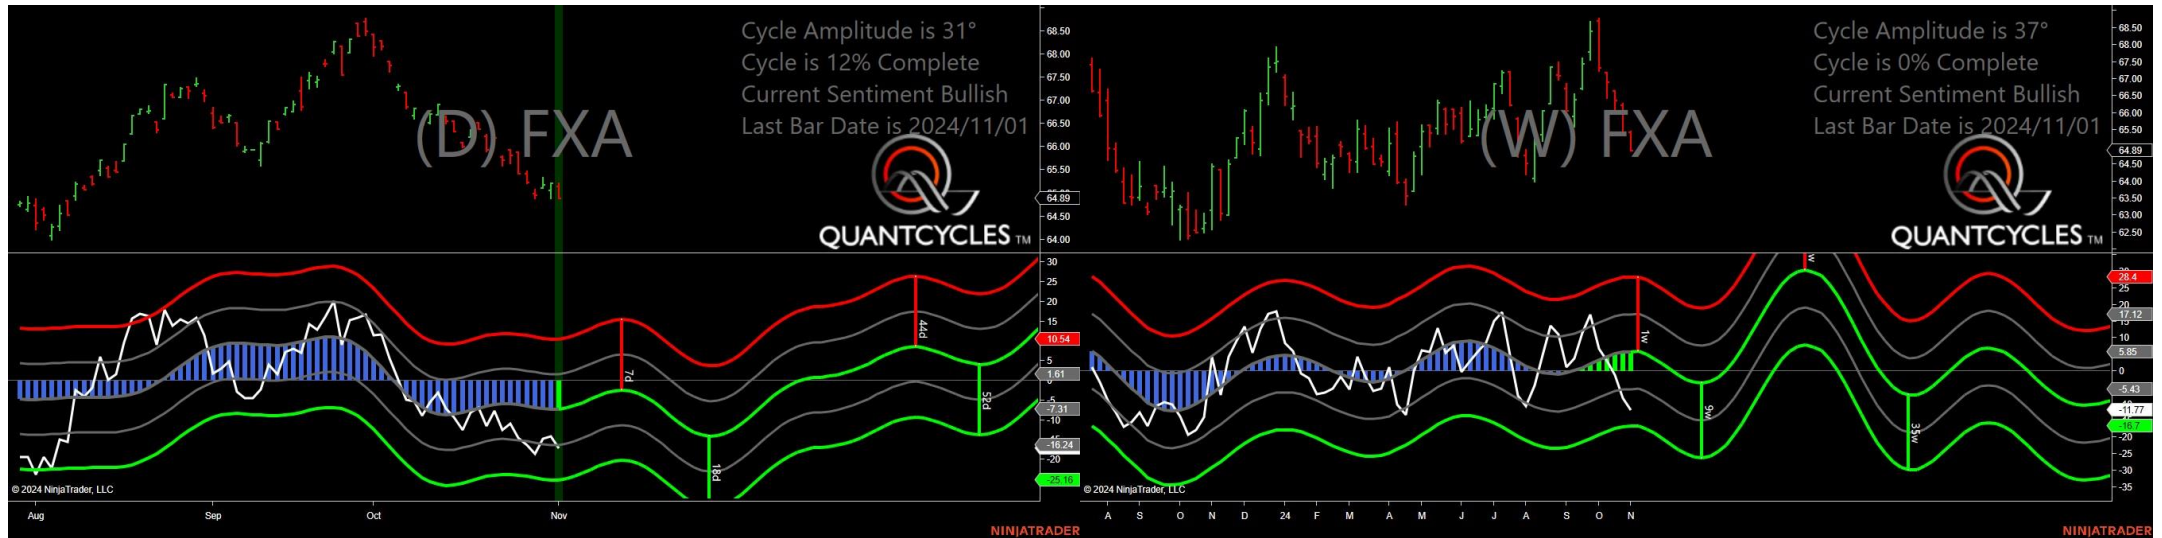 Cycle Amplitude is 31°
Cycle is 12% Complete
Current Sentiment Bullish
Last Bar Date is 2024/11/01
(D) FXA
QUANTCYCLES TM
68.50
68.00
67.50
67.00
66.50
66.00
65.50
64.89
64.50
64.00
30
25
20
15
10.54
5
1.61
0
-5
-7.31
-10
-16.24
-20
-25.16
7d
18d
44d
52d
© 2024 NinjaTrader, LLC
Aug Sep Oct Nov
NINJATRADER
Cycle Amplitude is 37°
Cycle is 0% Complete
Current Sentiment Bullish
Last Bar Date is 2024/11/01
(W) FXA
QUANTCYCLES TM
68.50
68.00
67.50
67.00
66.50
66.00
65.50
64.89
64.50
64.00
63.50
63.00
62.50
28.4
25
20
17.12
15
10
5.85
0
-5.43
-11.77
-16.7
-20
-25
-30
-35
1w
9w
w
35w
© 2024 NinjaTrader, LLC
A S O N D 24 F M A M J J A S O N
NINJATRADER